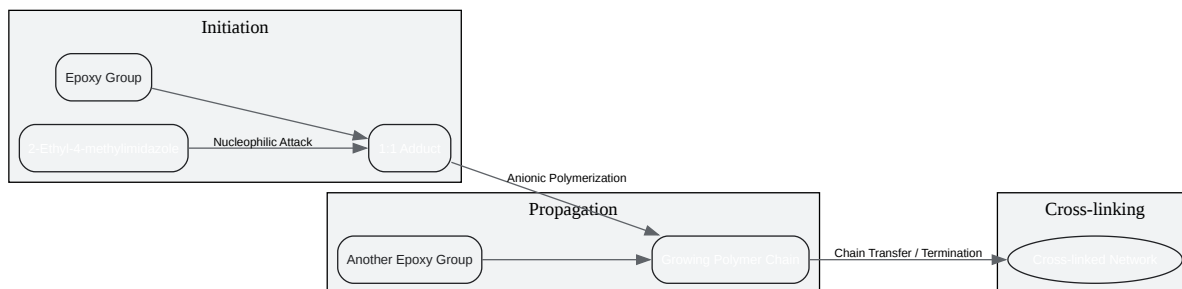 Initiation
Epoxy Group
2-Ethyl-4-methylimidazole
Nucleophilic Attack
1:1 Adduct
Anionic Polymerization
Propagation
Another Epoxy Group
Growing Polymer Chain
Chain Transfer / Termination
Cross-linking
Cross-linked Network